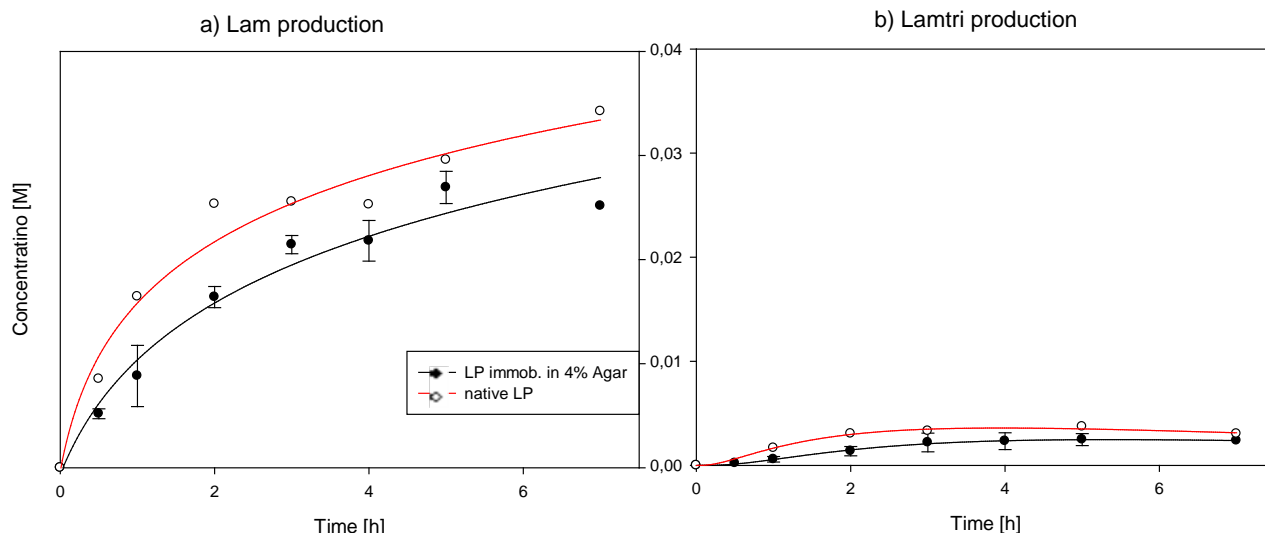 a) Lam production
b) Lamtri production
Concentratino [M]
0,04
0,03
0,02
0,01
0,00
LP immob. in 4% Agar
native LP
0
2
4
6
Time [h]
0
2
4
6
Time [h]